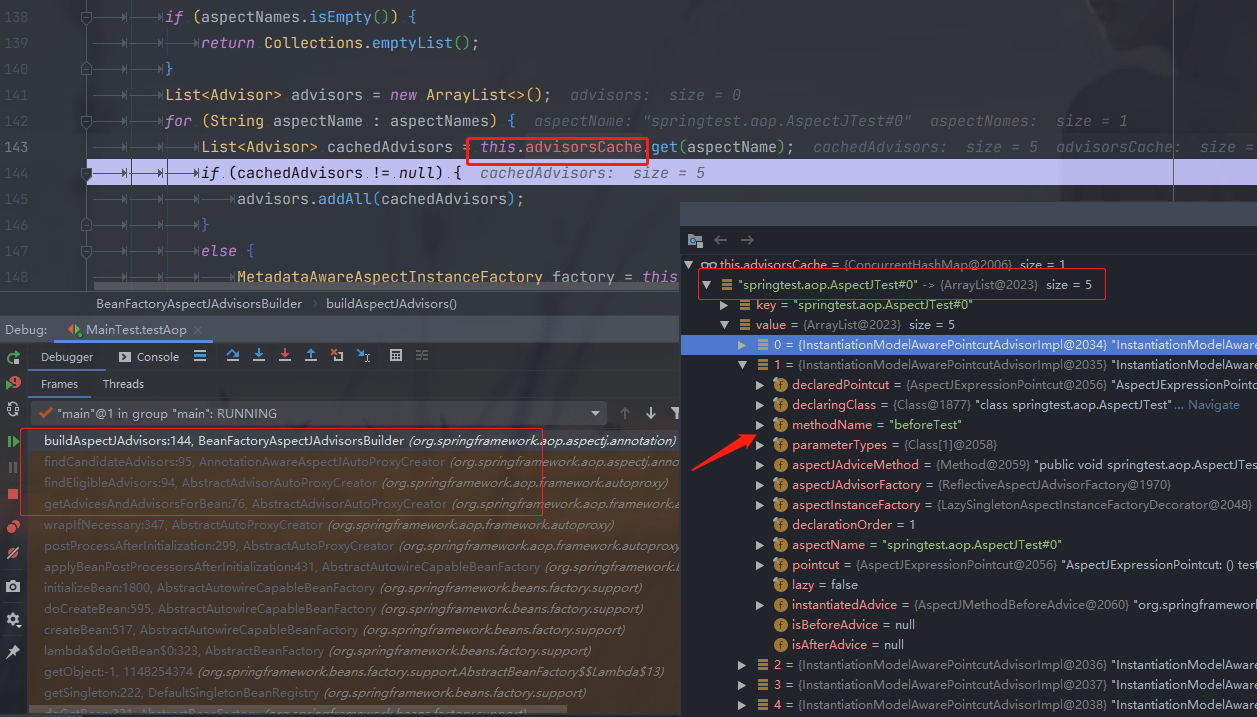 138 if (aspectNames.isEmpty()) {
139 return Collections.emptyList();
140 }
141 List<Advisor> advisors = new ArrayList<>(); advisors: size = 0
142 for (String aspectName : aspectNames) { aspectName: "springtest.aop.AspectJTest#0" aspectNames: size = 1
143 List<Advisor> cachedAdvisors = this.advisorsCache.get(aspectName); cachedAdvisors: size = 5 advisorsCache: size =
144 if (cachedAdvisors != null) { cachedAdvisors: size = 5
145 advisors.addAll(cachedAdvisors);
146 }
147 else {
148 MetadataAwareAspectInstanceFactory factory = this
BeanFactoryAspectJAdvisorsBuilder buildAspectJAdvisors()
Debug: MainTest.testAop
Debugger Console
Frames Threads
"main"@1 in group "main": RUNNING
buildAspectJAdvisors:144, BeanFactoryAspectJAdvisorsBuilder (org.springframework.aop.aspectj.annotation)
findCandidateAdvisors:95, AnnotationAwareAspectJAutoProxyCreator (org.springframework.aop.aspectj.anno
findEligibleAdvisors:94, AbstractAdvisorAutoProxyCreator (org.springframework.aop.framework.autoproxy)
getAdvicesAndAdvisorsForBean:76, AbstractAdvisorAutoProxyCreator (org.springframework.aop.framework.
wrapIfNecessary:347, AbstractAutoProxyCreator (org.springframework.aop.framework.autoproxy)
postProcessAfterInitialization:299, AbstractAutoProxyCreator (org.springframework.aop.framework.autoproxy
applyBeanPostProcessorsAfterInitialization:431, AbstractAutowireCapableBeanFactory (org.springframework.b
initializeBean:1800, AbstractAutowireCapableBeanFactory (org.springframework.beans.factory.support)
doCreateBean:595, AbstractAutowireCapableBeanFactory (org.springframework.beans.factory.support)
createBean:517, AbstractAutowireCapableBeanFactory (org.springframework.beans.factory.support)
lambda$doGetBean$0:323, AbstractBeanFactory (org.springframework.beans.factory.support)
getObject:-1, 1148254374 (org.springframework.beans.factory.support.AbstractBeanFactory$$Lambda$13)
getSingleton:222, DefaultSingletonBeanRegistry (org.springframework.beans.factory.support)
doGetBean:321, AbstractBeanFactory (org.springframework.beans.factory.support)
this.advisorsCache = {ConcurrentHashMap@2006} size = 1
"springtest.aop.AspectJTest#0" -> {ArrayList@2023} size = 5
key = "springtest.aop.AspectJTest#0"
value = {ArrayList@2023} size = 5
0 = {InstantiationModelAwarePointcutAdvisorImpl@2034} "InstantiationModelAware
1 = {InstantiationModelAwarePointcutAdvisorImpl@2035} "InstantiationModelAware
declaredPointcut = {AspectJExpressionPointcut@2056} "AspectJExpressionPointc
declaringClass = {Class@1877} "class springtest.aop.AspectJTest"... Navigate
methodName = "beforeTest"
parameterTypes = {Class[1]@2058}
aspectJAdviceMethod = {Method@2059} "public void springtest.aop.AspectJTes
aspectJAdvisorFactory = {ReflectiveAspectJAdvisorFactory@1970}
aspectInstanceFactory = {LazySingletonAspectInstanceFactoryDecorator@2048}
declarationOrder = 1
aspectName = "springtest.aop.AspectJTest#0"
pointcut = {AspectJExpressionPointcut@2056} "AspectJExpressionPointcut: () test
lazy = false
instantiatedAdvice = {AspectJMethodBeforeAdvice@2060} "org.springframework
isBeforeAdvice = null
isAfterAdvice = null
2 = {InstantiationModelAwarePointcutAdvisorImpl@2036} "InstantiationModelAware
3 = {InstantiationModelAwarePointcutAdvisorImpl@2037} "InstantiationModelAware
4 = {InstantiationModelAwarePointcutAdvisorImpl@2038} "InstantiationModelAware